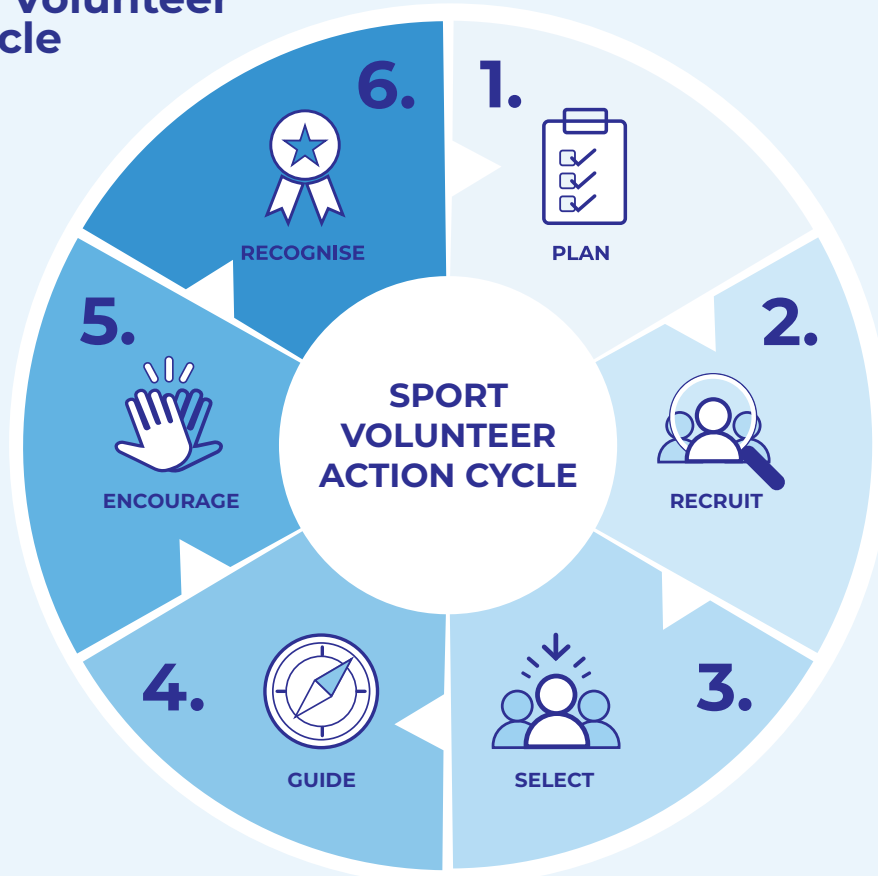 Volunteer
cle
1.
PLAN
2.
RECRUIT
3.
SELECT
4.
GUIDE
5.
ENCOURAGE
6.
RECOGNISE
SPORT
VOLUNTEER
ACTION CYCLE